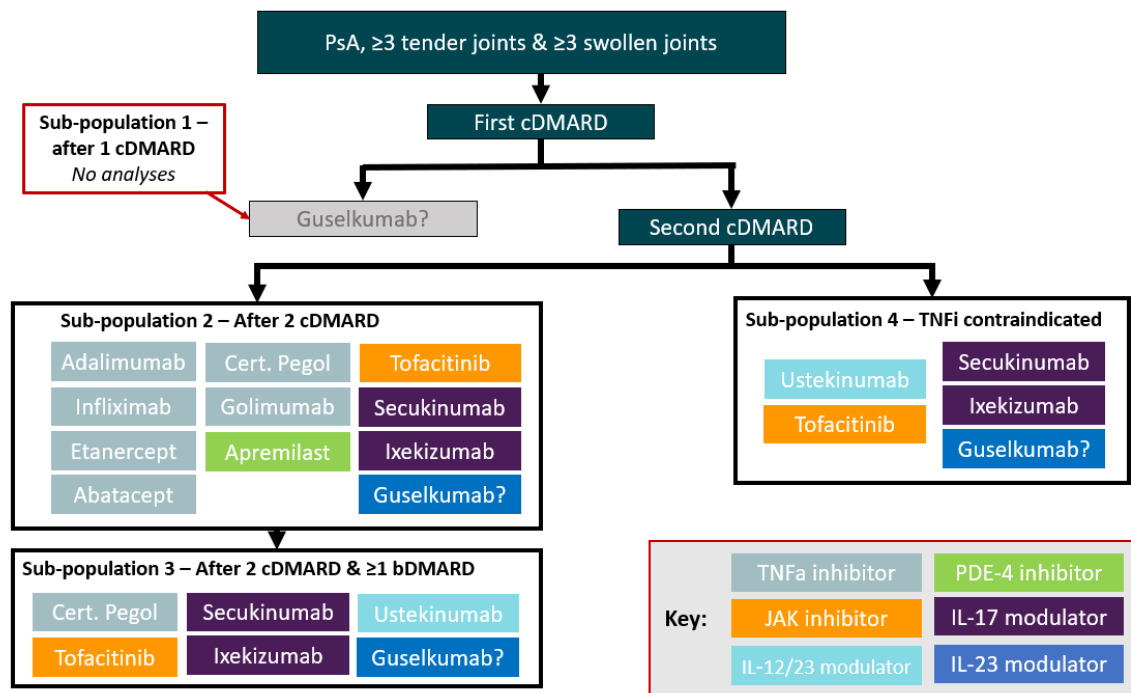 PsA, ≥3 tender joints & ≥3 swollen joints
First cDMARD
Sub-population 1 –
after 1 cDMARD
No analyses
Guselkumab?
Second cDMARD
Sub-population 2 – After 2 cDMARD
Adalimumab
Cert. Pegol
Tofacitinib
Infliximab
Golimumab
Secukinumab
Etanercept
Apremilast
Ixekizumab
Abatacept
Guselkumab?
Sub-population 4 – TNFi contraindicated
Ustekinumab
Secukinumab
Tofacitinib
Ixekizumab
Guselkumab?
Sub-population 3 – After 2 cDMARD & ≥1 bDMARD
Cert. Pegol
Secukinumab
Ustekinumab
Tofacitinib
Ixekizumab
Guselkumab?
Key:
TNFa inhibitor
PDE-4 inhibitor
JAK inhibitor
IL-17 modulator
IL-12/23 modulator
IL-23 modulator